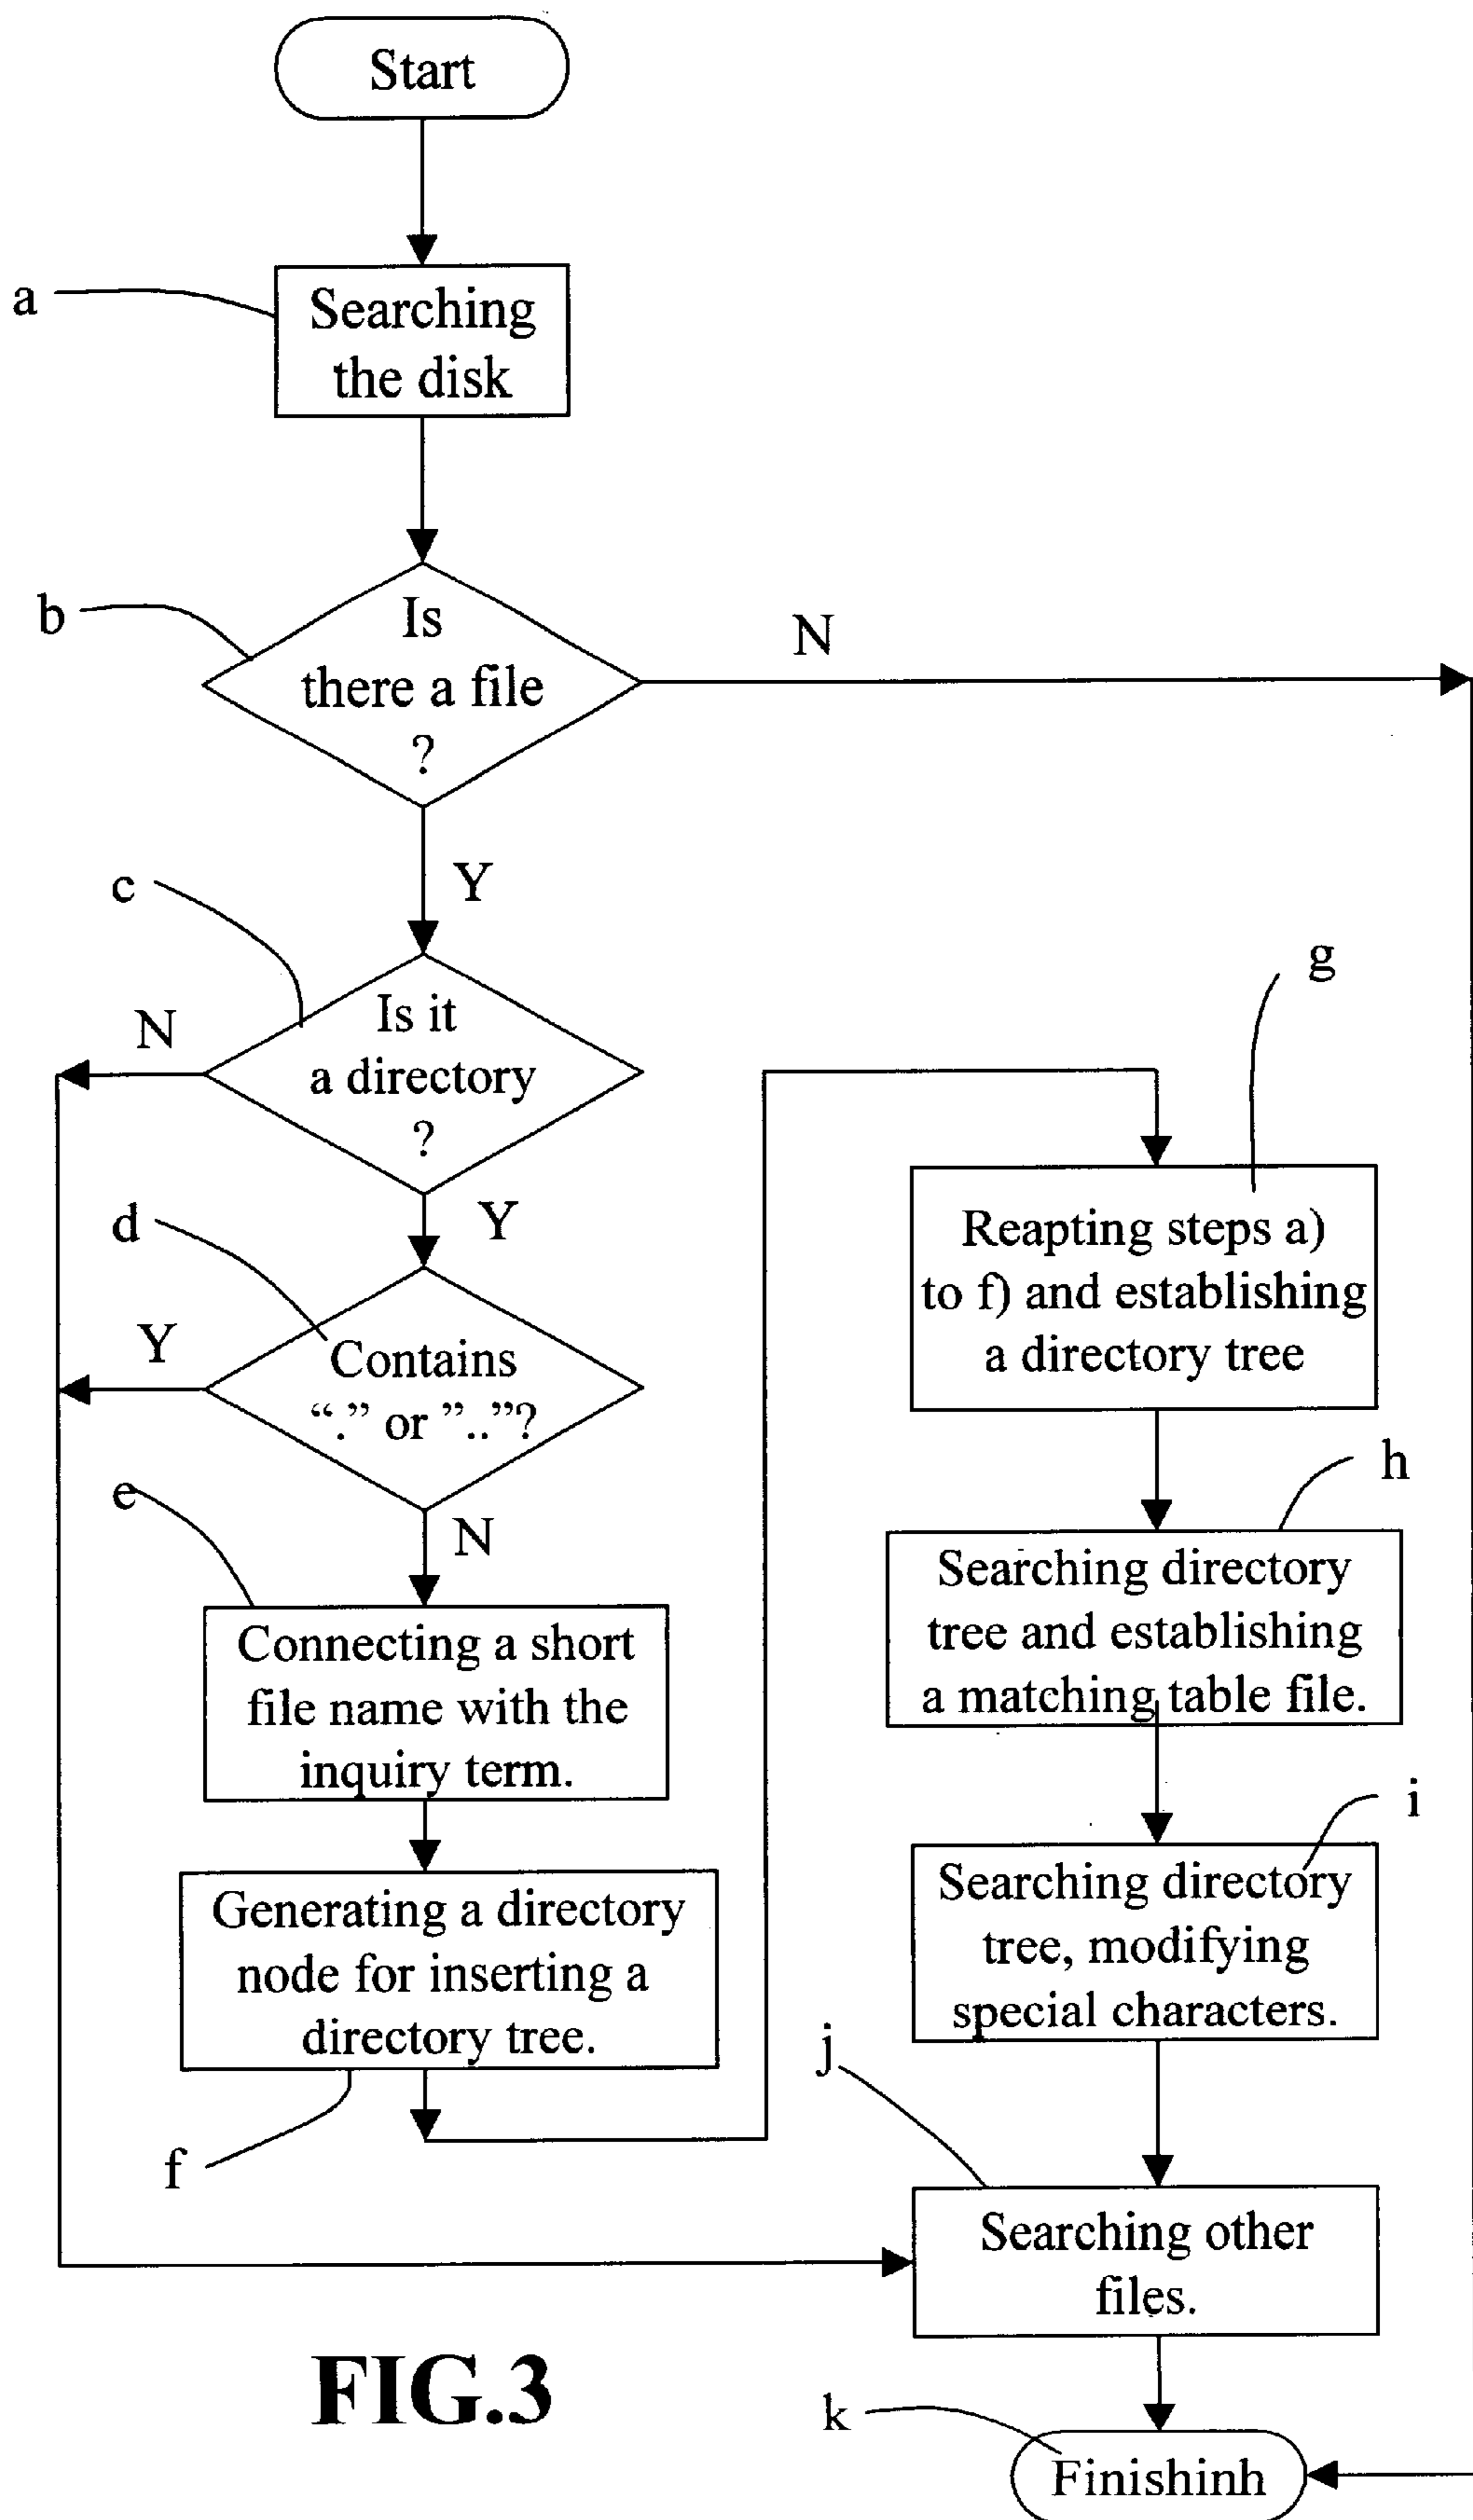 Start
a
Searching
the disk
b
Is
there a file
?
N
Y
c
N
Is it
a directory
?
Y
d
Y
Contains
“.” or ”..”?
N
e
Connecting a short
file name with the
inquiry term.
Generating a directory
node for inserting a
directory tree.
f
g
Reapting steps a)
to f) and establishing
a directory tree
h
Searching directory
tree and establishing
a matching table file.
i
Searching directory
tree, modifying
special characters.
j
Searching other
files.
k
Finishinh
FIG.3